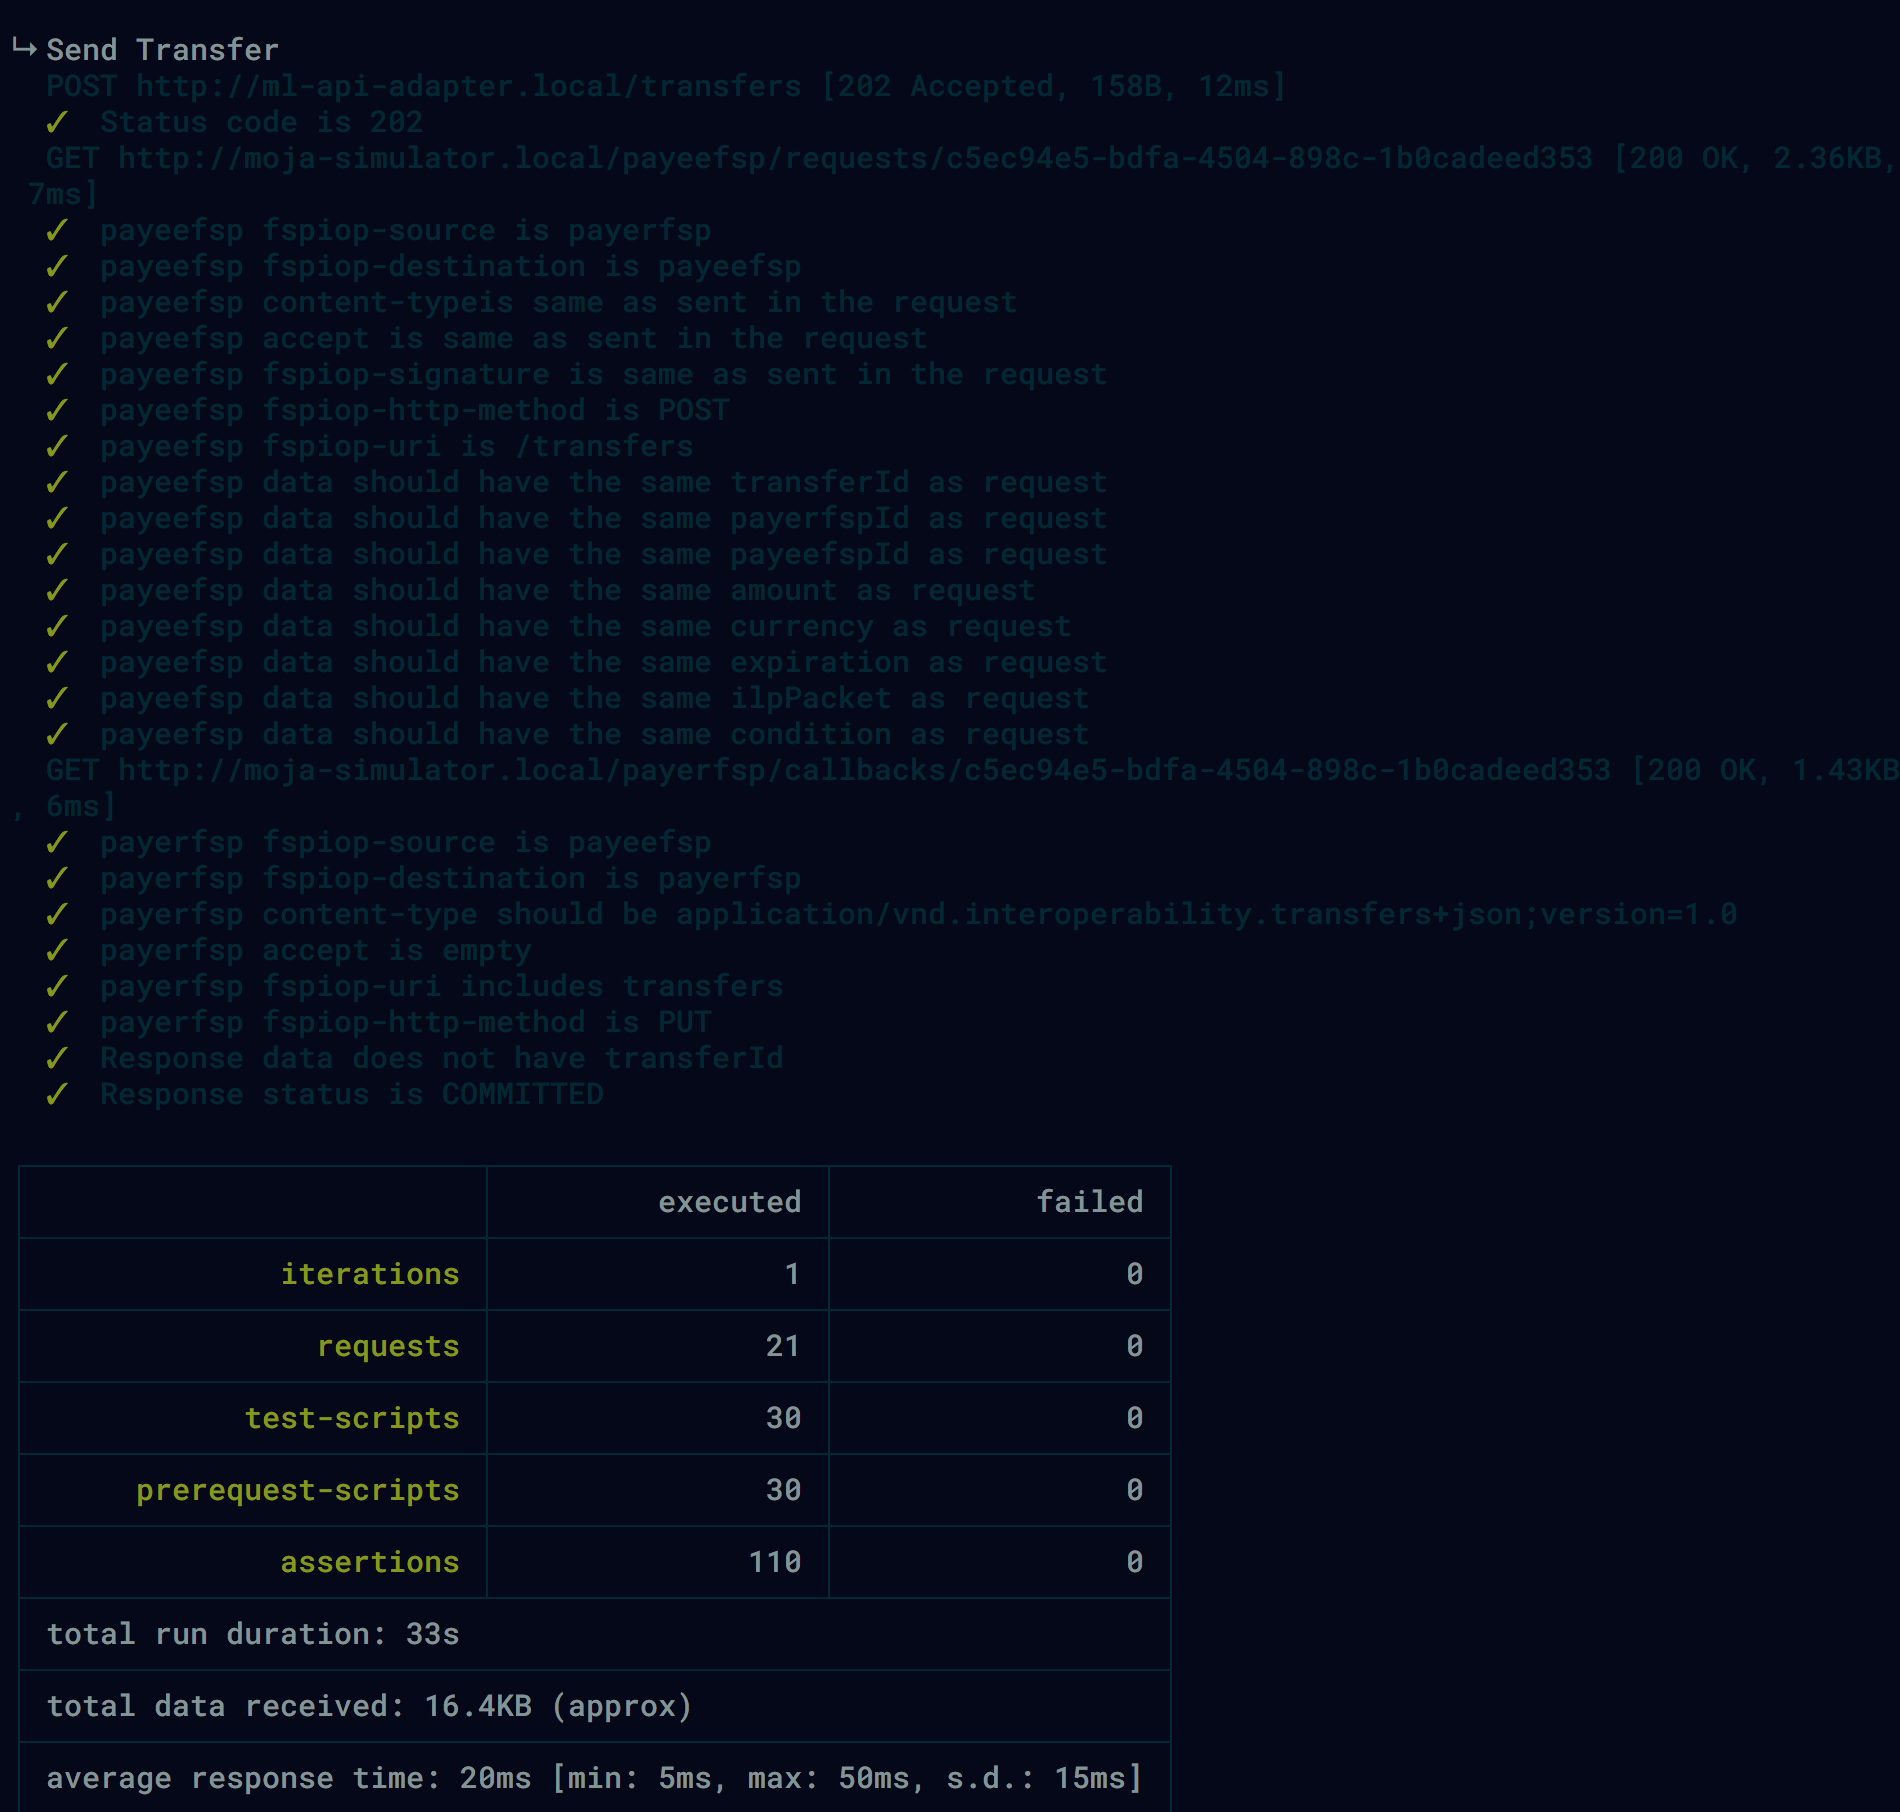 ↳ Send Transfer
POST http://ml-api-adapter.local/transfers [202 Accepted, 158B, 12ms]
✓ Status code is 202
GET http://moja-simulator.local/payeefsp/requests/c5ec94e5-bdfa-4504-898c-1b0cadeed353 [200 OK, 2.36KB,
7ms]
✓ payeefsp fspiop-source is payerfsp
✓ payeefsp fspiop-destination is payeefsp
✓ payeefsp content-typeis same as sent in the request
✓ payeefsp accept is same as sent in the request
✓ payeefsp fspiop-signature is same as sent in the request
✓ payeefsp fspiop-http-method is POST
✓ payeefsp fspiop-uri is /transfers
✓ payeefsp data should have the same transferId as request
✓ payeefsp data should have the same payerfspId as request
✓ payeefsp data should have the same payeefspId as request
✓ payeefsp data should have the same amount as request
✓ payeefsp data should have the same currency as request
✓ payeefsp data should have the same expiration as request
✓ payeefsp data should have the same ilpPacket as request
✓ payeefsp data should have the same condition as request
GET http://moja-simulator.local/payerfsp/callbacks/c5ec94e5-bdfa-4504-898c-1b0cadeed353 [200 OK, 1.43KB
, 6ms]
✓ payerfsp fspiop-source is payeefsp
✓ payerfsp fspiop-destination is payerfsp
✓ payerfsp content-type should be application/vnd.interoperability.transfers+json;version=1.0
✓ payerfsp accept is empty
✓ payerfsp fspiop-uri includes transfers
✓ payerfsp fspiop-http-method is PUT
✓ Response data does not have transferId
✓ Response status is COMMITTED
executed failed
iterations 1 0
requests 21 0
test-scripts 30 0
prerequest-scripts 30 0
assertions 110 0
total run duration: 33s
total data received: 16.4KB (approx)
average response time: 20ms [min: 5ms, max: 50ms, s.d.: 15ms]